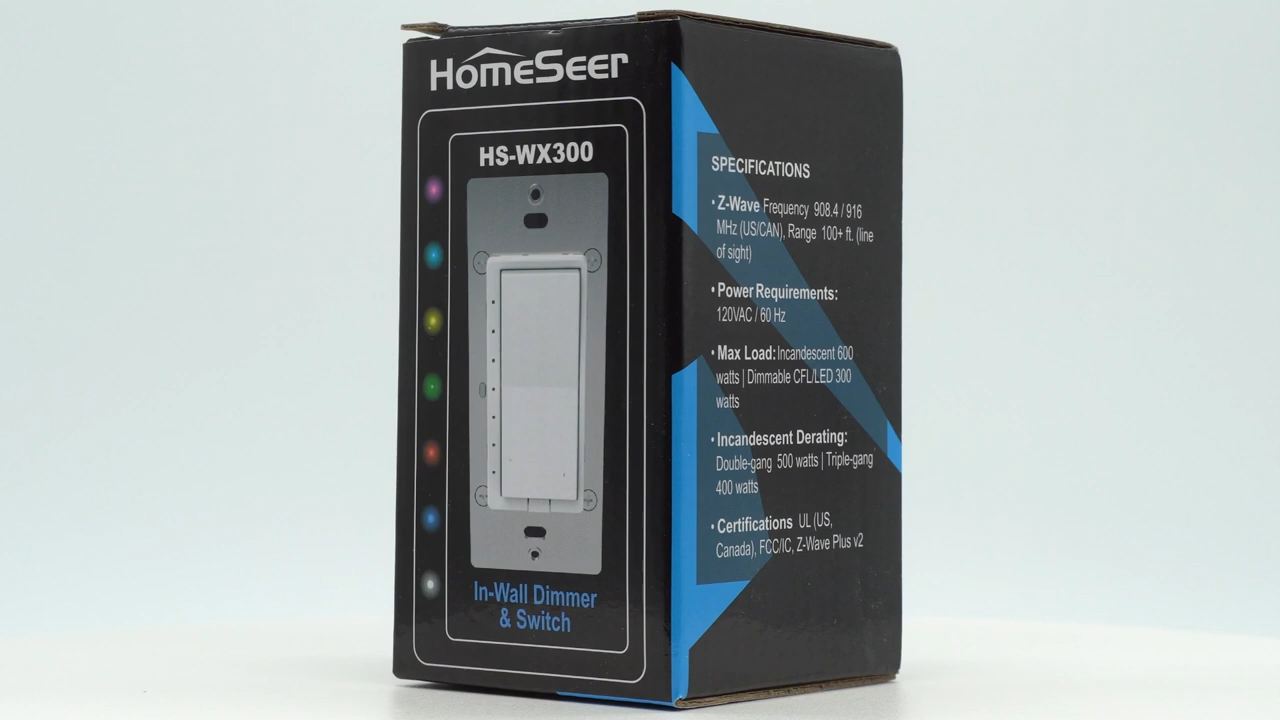 HomeSeer
HS-WX300
In-Wall Dimmer
& Switch
SPECIFICATIONS
• Z-Wave Frequency 908.4 / 916
MHz (US/CAN), Range 100+ ft. (line
of sight)
• Power Requirements:
120VAC / 60 Hz
• Max Load: Incandescent 600
watts | Dimmable CFL/LED 300
watts
• Incandescent Derating:
Double-gang 500 watts | Triple-gang
400 watts
• Certifications UL (US,
Canada), FCC/IC, Z-Wave Plus v2